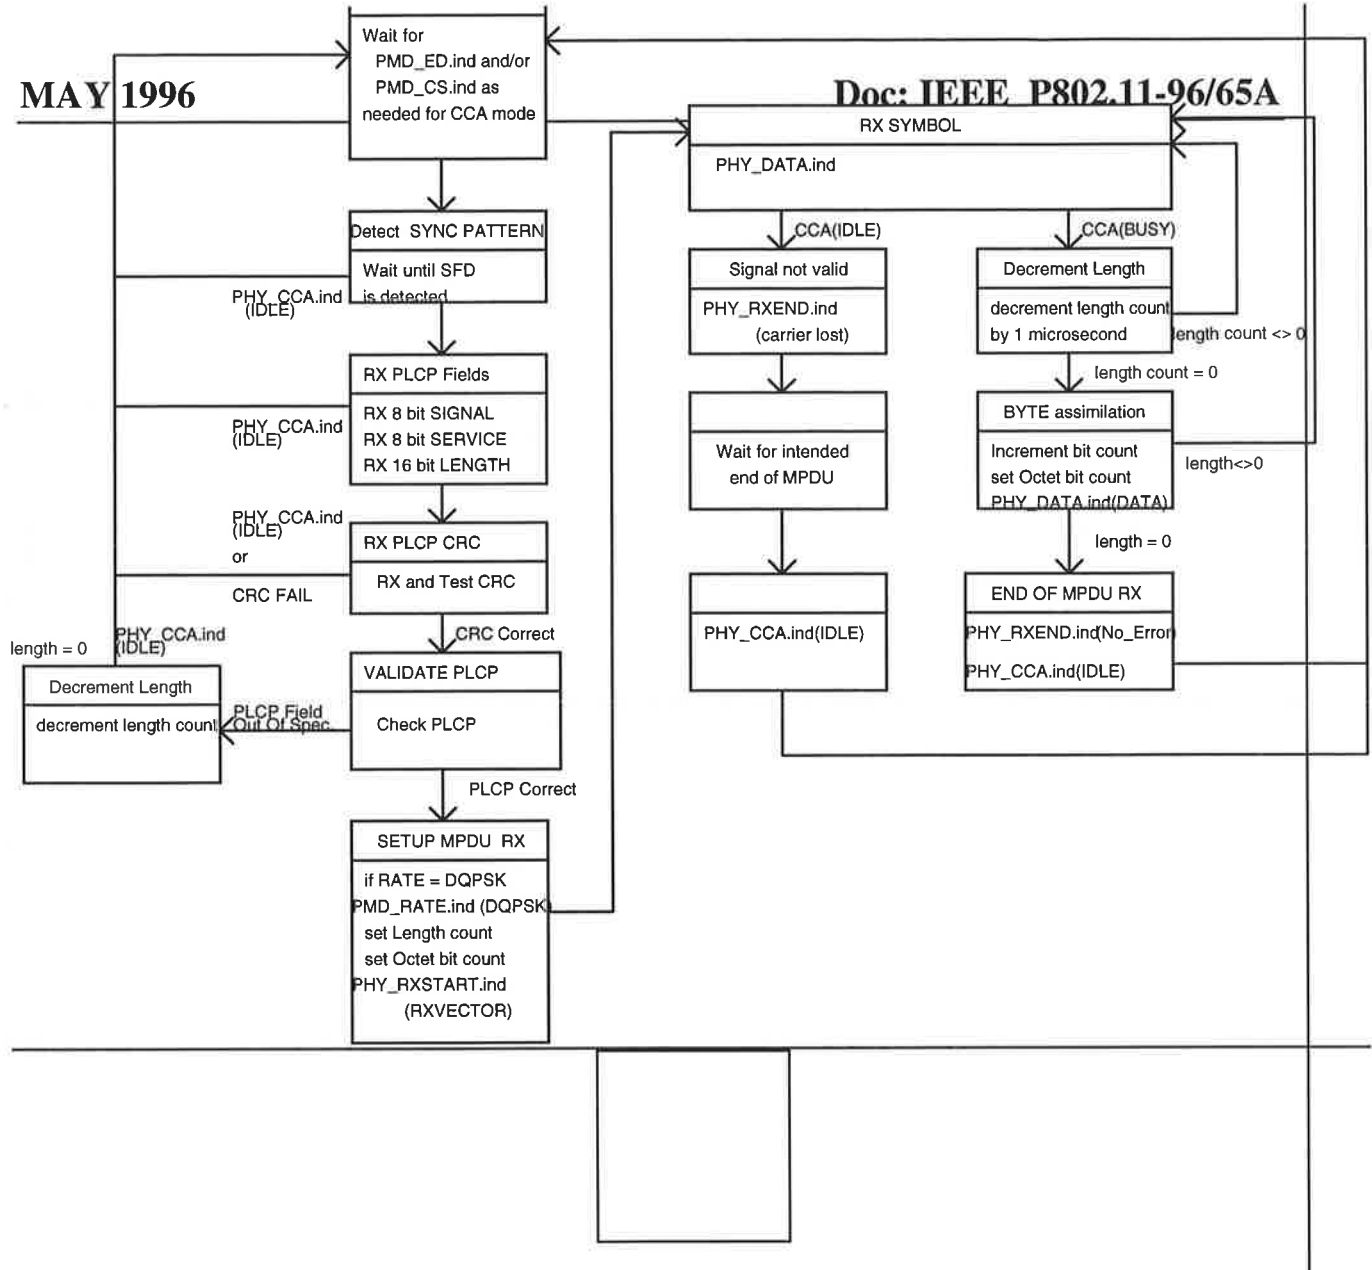 Wait for
PMD_ED.ind and/or
PMD_CS.ind as
needed for CCA mode
MAY 1996
Doc: IEEE P802.11-96/65A
Detect SYNC PATTERN
Wait until SFD
is detected
PHY_CCA.ind
(IDLE)
RX PLCP Fields
RX 8 bit SIGNAL
RX 8 bit SERVICE
RX 16 bit LENGTH
PHY_CCA.ind
(IDLE)
PHY_CCA.ind
(IDLE)
or
CRC FAIL
RX PLCP CRC
RX and Test CRC
CRC Correct
length = 0
PHY_CCA.ind
(IDLE)
Decrement Length
decrement length count
PLCP Field
Out Of Spec.
VALIDATE PLCP
Check PLCP
PLCP Correct
SETUP MPDU RX
if RATE = DQPSK
PMD_RATE.ind (DQPSK)
set Length count
set Octet bit count
PHY_RXSTART.ind
(RXVECTOR)
RX SYMBOL
PHY_DATA.ind
CCA(IDLE)
Signal not valid
PHY_RXEND.ind
(carrier lost)
Wait for intended
end of MPDU
PHY_CCA.ind(IDLE)
CCA(BUSY)
Decrement Length
decrement length count
by 1 microsecond
length count <> 0
length count = 0
BYTE assimilation
Increment bit count
set Octet bit count
PHY_DATA.ind(DATA)
length<>0
length = 0
END OF MPDU RX
PHY_RXEND.ind(No_Error)
PHY_CCA.ind(IDLE)